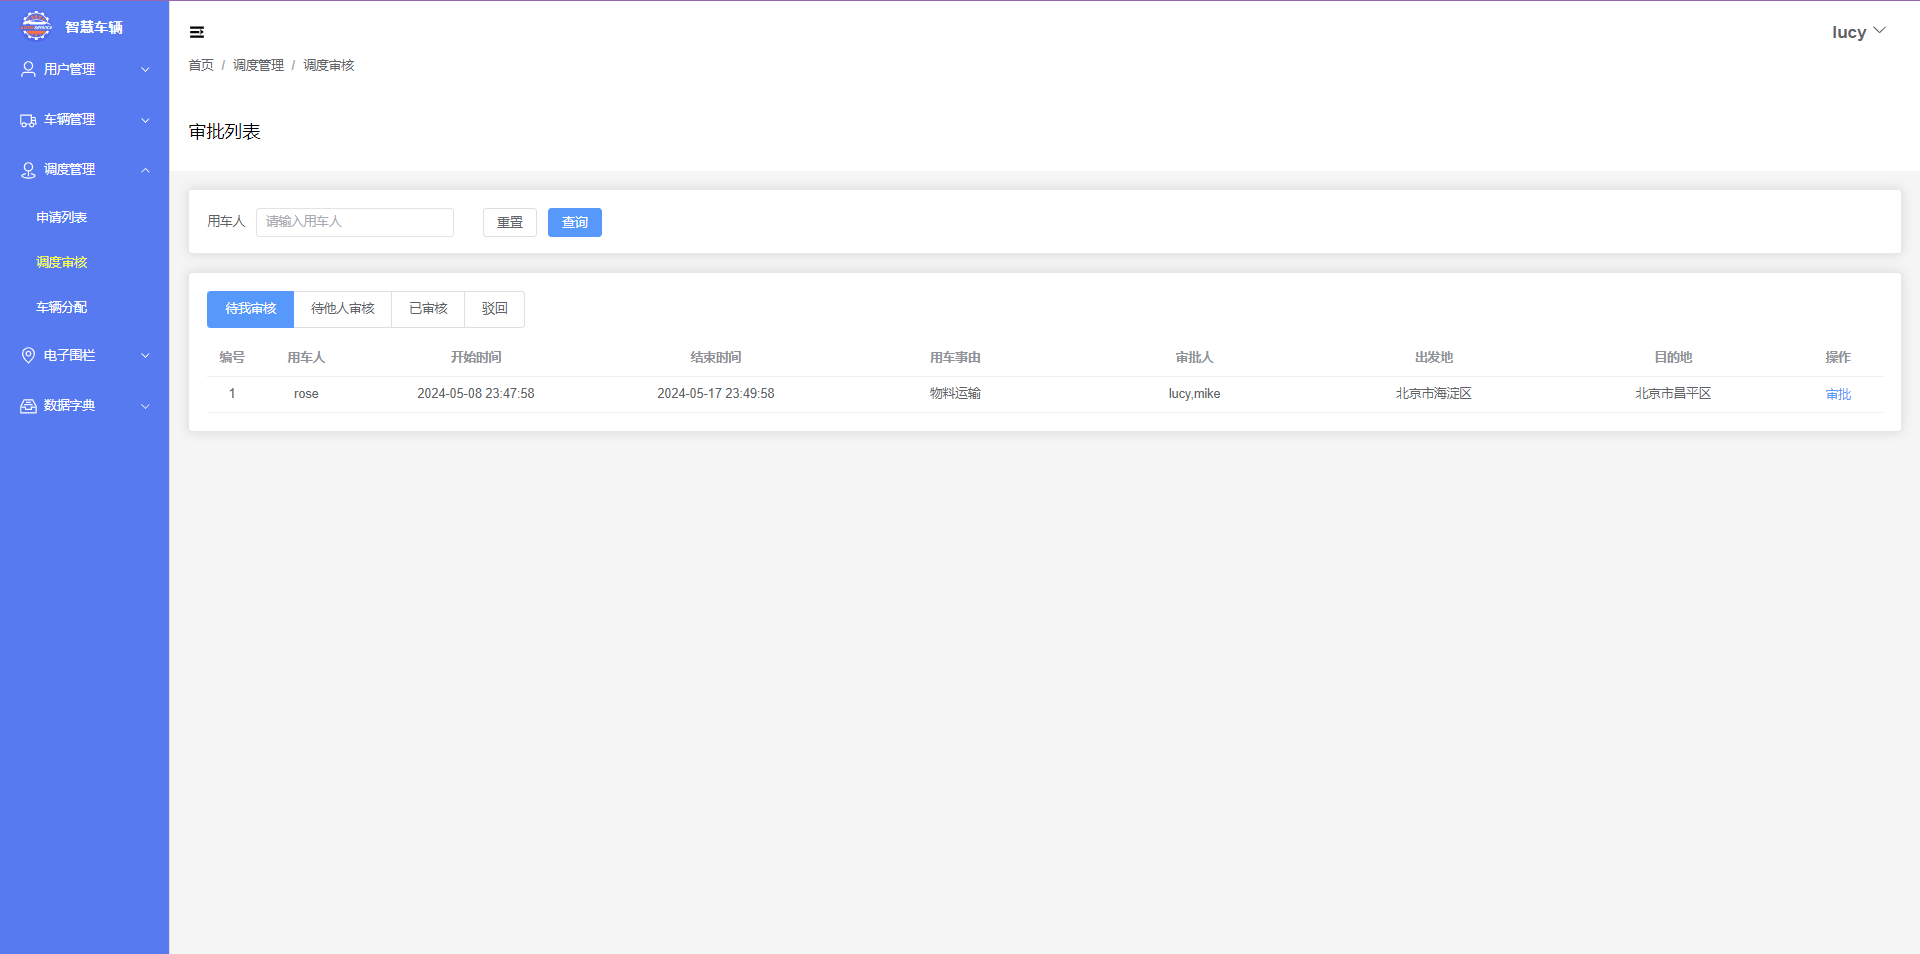 智慧车辆
用户管理
车辆管理
调度管理
申请列表
调度审核
车辆分配
电子围栏
数据字典
lucy
首页 / 调度管理 / 调度审核
审批列表
用车人 请输入用车人 重置 查询
待我审核 待他人审核 已审核 驳回
编号 用车人 开始时间 结束时间 用车事由 审批人 出发地 目的地 操作
1 rose 2024-05-08 23:47:58 2024-05-17 23:49:58 物料运输 lucy,mike 北京市海淀区 北京市昌平区 审批